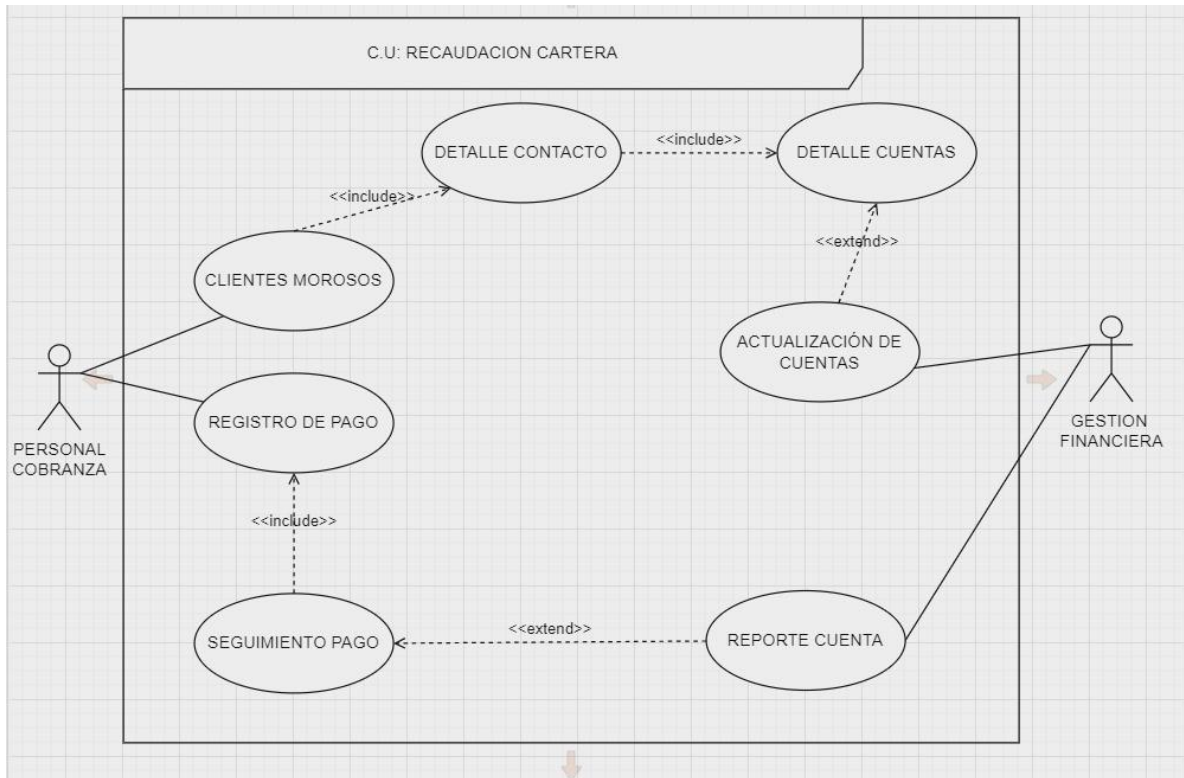 C.U: RECAUDACION CARTERA
DETALLE CONTACTO
<<include>>
DETALLE CUENTAS
<<include>>
<<extend>>
CLIENTES MOROSOS
ACTUALIZACIÓN DE
CUENTAS
REGISTRO DE PAGO
PERSONAL
COBRANZA
GESTION
FINANCIERA
<<include>>
SEGUIMIENTO PAGO
<<extend>>
REPORTE CUENTA